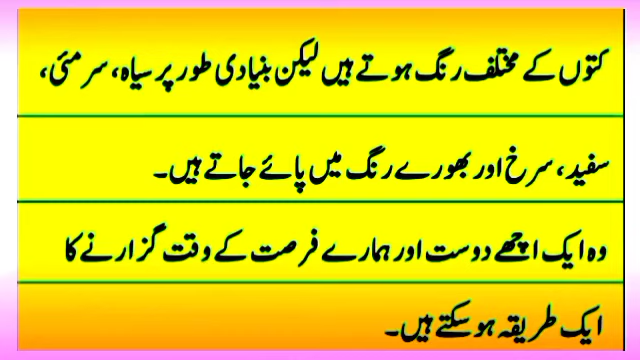 کتوں کے مختلف رنگ ہوتے ہیں لیکن بنیادی طور پر سیاہ، سرمئی،
سفید، سرخ اور بھورے رنگ میں پائے جاتے ہیں۔
وہ ایک اچھے دوست اور ہمارے فرصت کے وقت گزارنے کا
ایک طریقہ ہو سکتے ہیں۔